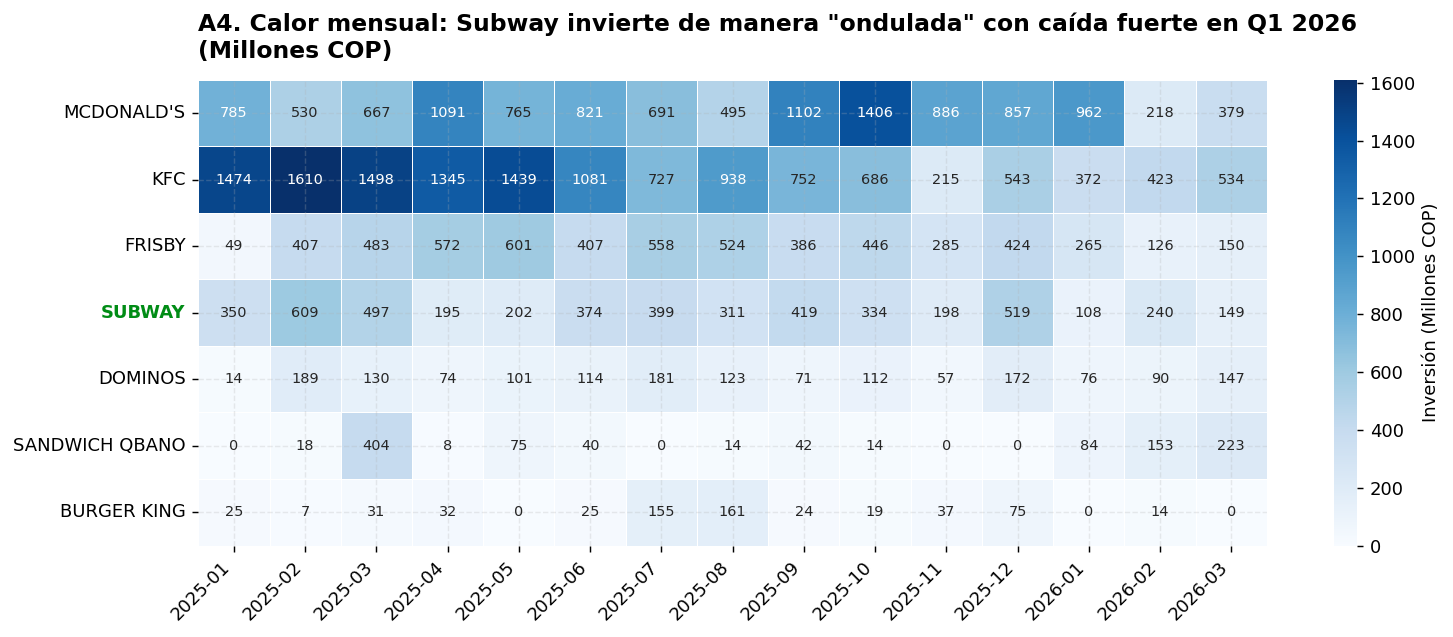 A4. Calor mensual: Subway invierte de manera "ondulada" con caída fuerte en Q1 2026
(Millones COP)
MCDONALD'S 785 530 667 1091 765 821 691 495 1102 1406 886 857 962 218 379
KFC 1474 1610 1498 1345 1439 1081 727 938 752 686 215 543 372 423 534
FRISBY 49 407 483 572 601 407 558 524 386 446 285 424 265 126 150
SUBWAY 350 609 497 195 202 374 399 311 419 334 198 519 108 240 149
DOMINOS 14 189 130 74 101 114 181 123 71 112 57 172 76 90 147
SANDWICH QBANO 0 18 404 8 75 40 0 14 42 14 0 0 84 153 223
BURGER KING 25 7 31 32 0 25 155 161 24 19 37 75 0 14 0
2025-01 2025-02 2025-03 2025-04 2025-05 2025-06 2025-07 2025-08 2025-09 2025-10 2025-11 2025-12 2026-01 2026-02 2026-03
1600
1400
1200
1000
800
600
400
200
0
Inversión (Millones COP)